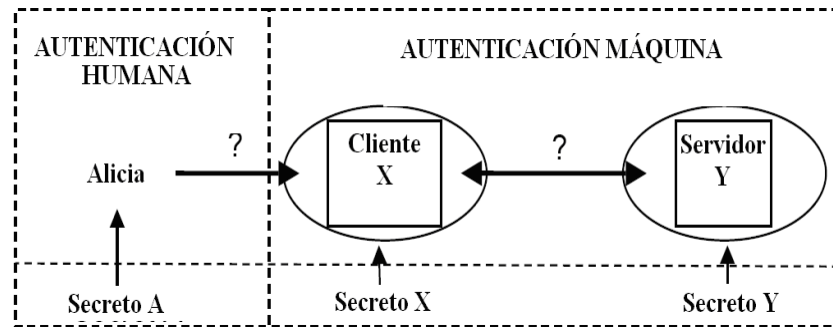 AUTENTICACIÓN
HUMANA
AUTENTICACIÓN MÁQUINA
?
Cliente
X
?
Servidor
Y
Alicia
Secreto A
Secreto X
Secreto Y